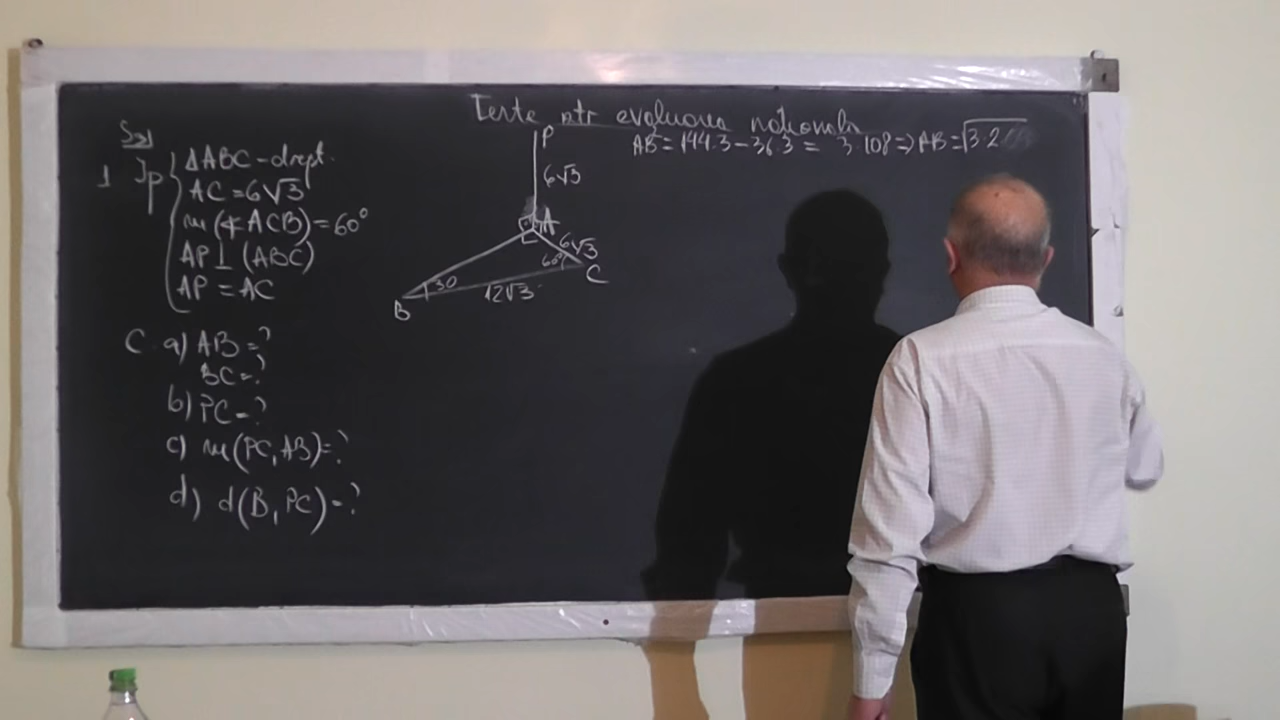 Teste ptr evaluarea nationala
SII
1 Ip
ΔABC - drept.
AC = 6√3
m(∢ACB) = 60°
AP ⊥ (ABC)
AP = AC
C. a) AB = ?
BC = ?
b) PC = ?
c) m(PC, AB) = ?
d) d(B, PC) = ?
P
6√3
A
6√3
60°
C
30
12√3
B
AB² = 144·3 - 36·3 = 3·108 => AB = √3·2